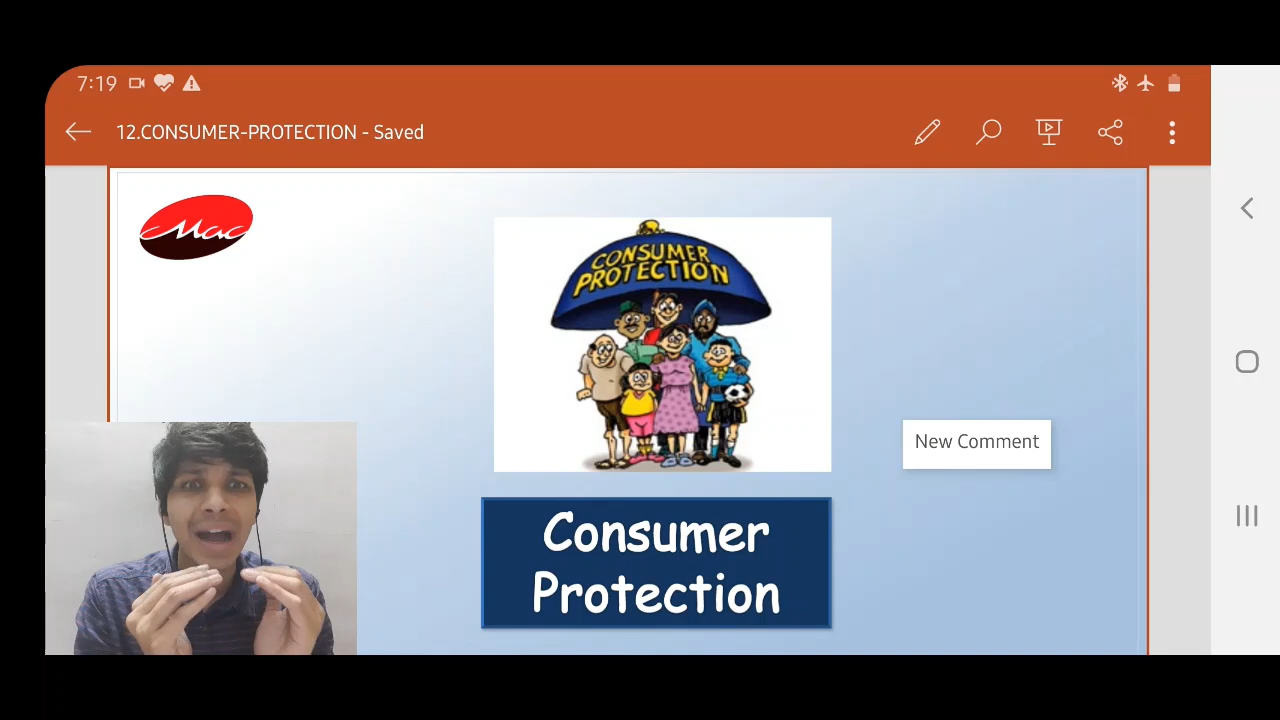 7:19
12.CONSUMER-PROTECTION - Saved
Mac
CONSUMER
PROTECTION
New Comment
Consumer
Protection